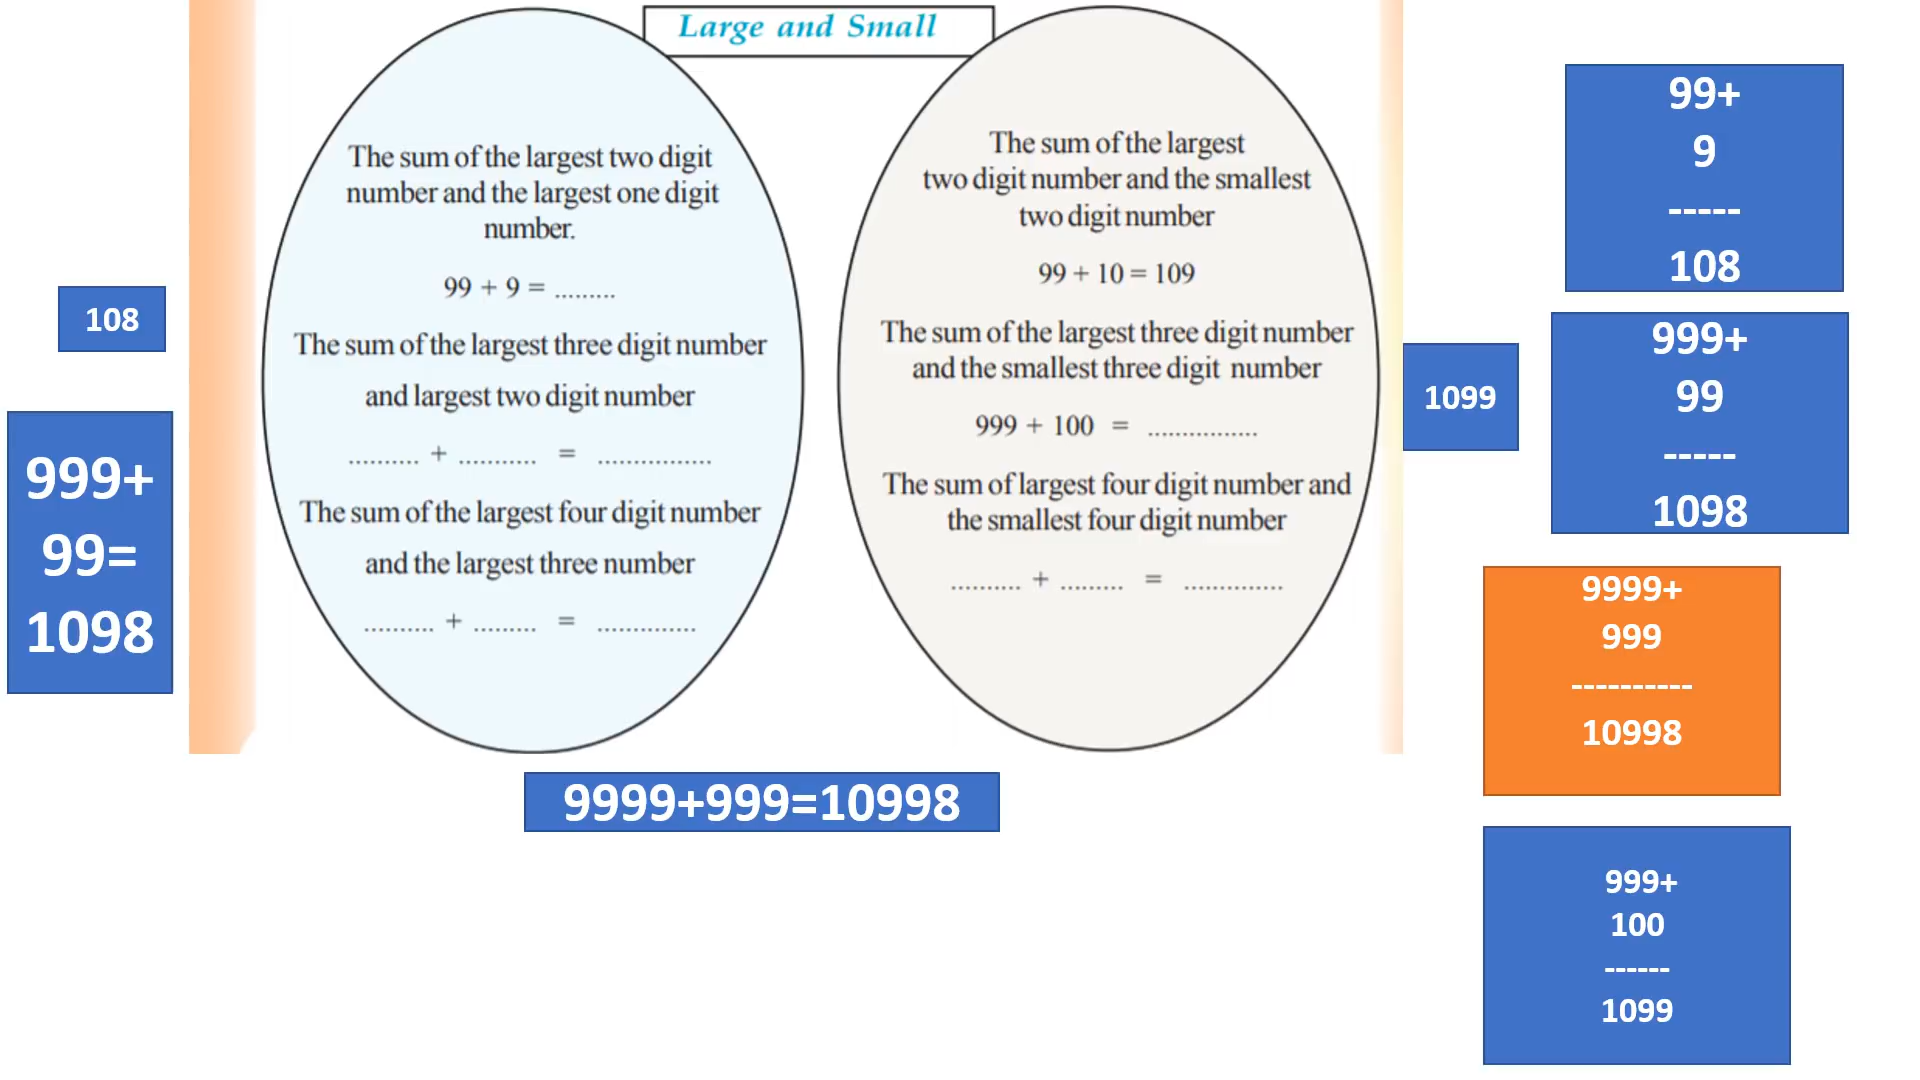 Large and Small
The sum of the largest two digit
number and the largest one digit
number.
99 + 9 = .........
The sum of the largest three digit number
and largest two digit number
.......... + ........... = ................
The sum of the largest four digit number
and the largest three number
.......... + ......... = ..............
The sum of the largest
two digit number and the smallest
two digit number
99 + 10 = 109
The sum of the largest three digit number
and the smallest three digit number
999 + 100 = ................
The sum of largest four digit number and
the smallest four digit number
.......... + ......... = ..............
108
999+
99=
1098
1099
9999+999=10998
99+
9
-----
108
999+
99
-----
1098
9999+
999
----------
10998
999+
100
------
1099